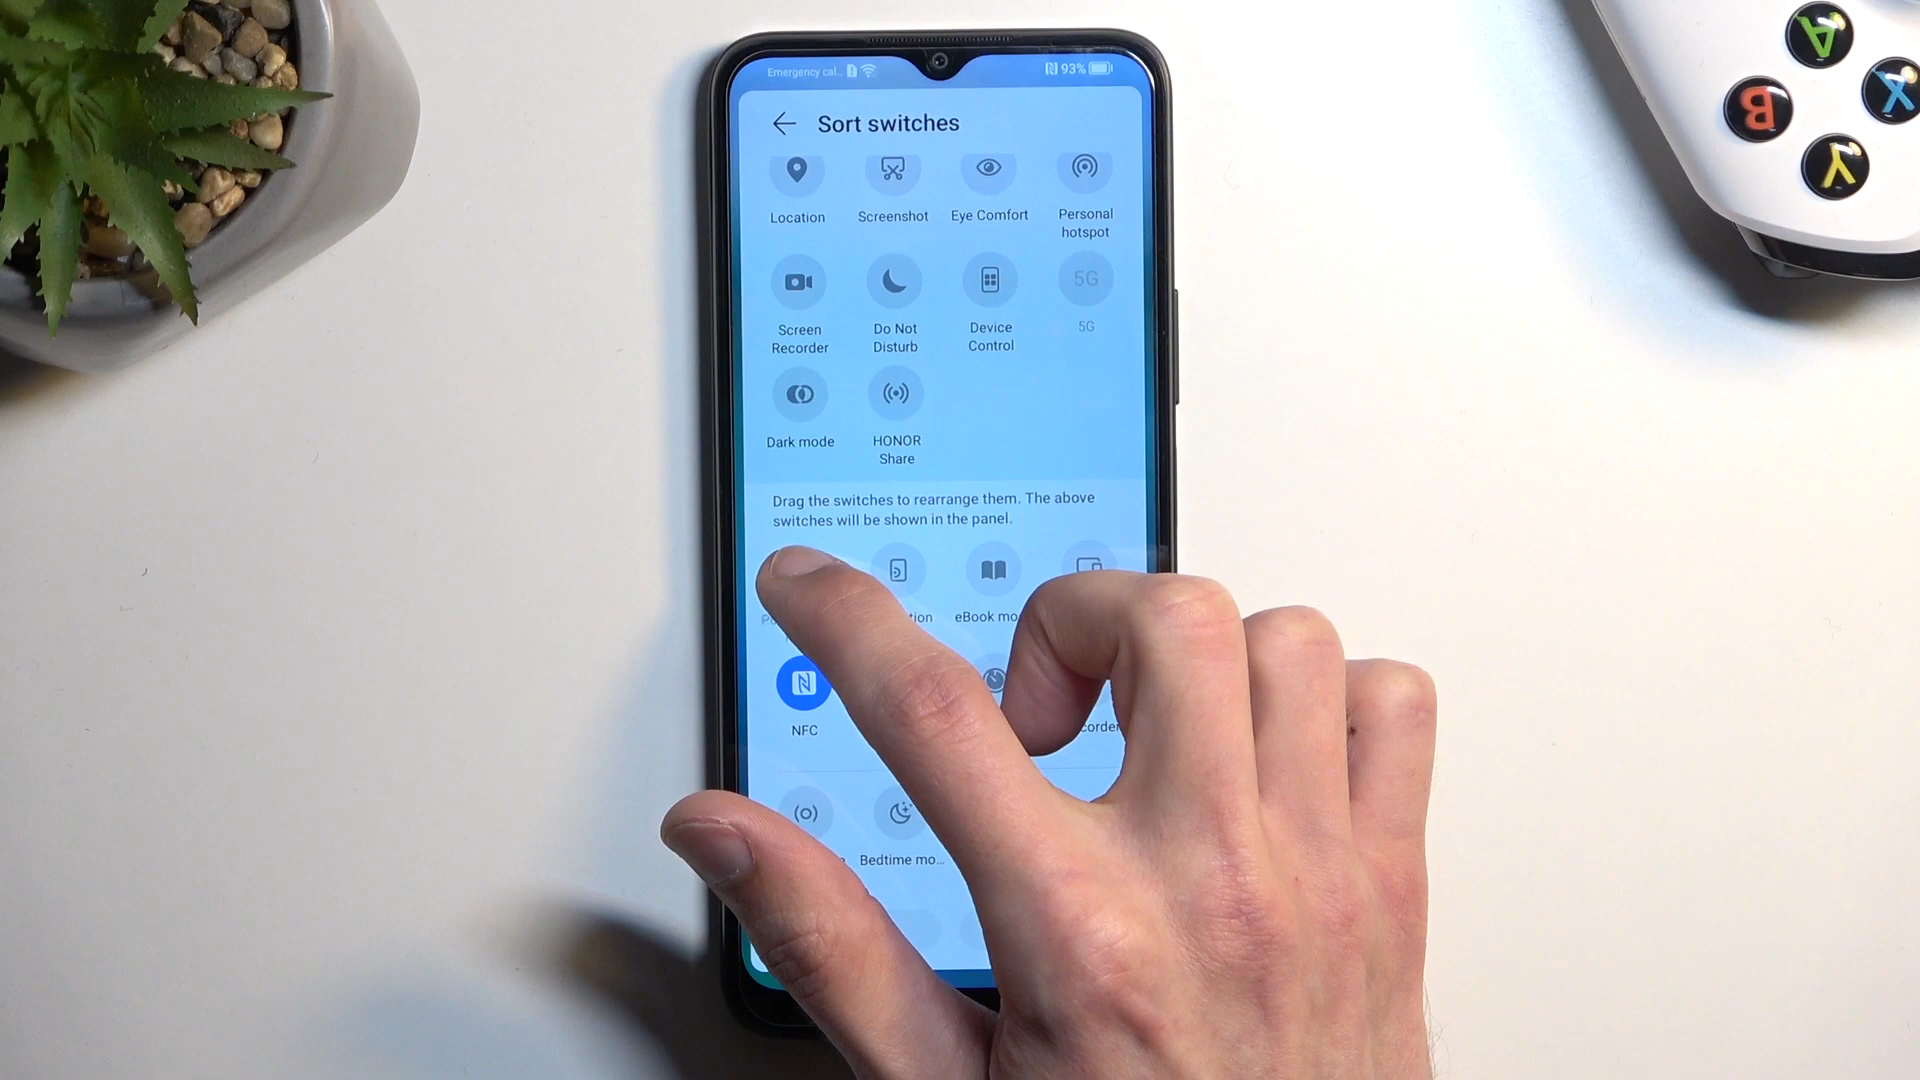 Emergency cal... 93%
Sort switches
Location Screenshot Eye Comfort Personal
hotspot
5G
Screen Do Not Device 5G
Recorder Disturb Control
Dark mode HONOR
Share
Drag the switches to rearrange them. The above
switches will be shown in the panel.
eBook mo
NFC
Bedtime mo...
A
B
X
Y